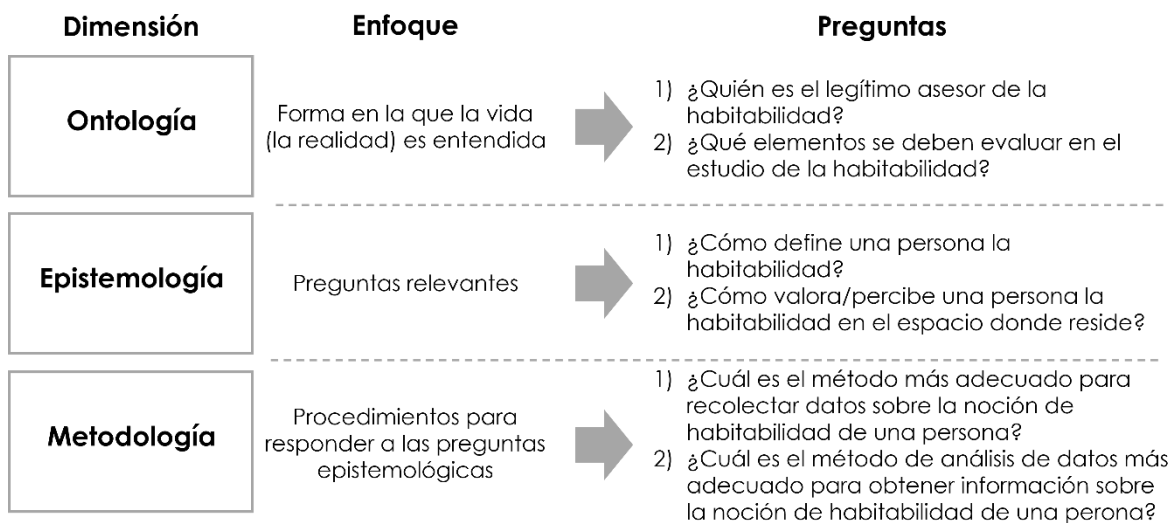 Dimensión
Enfoque
Preguntas
Ontología
Forma en la que la vida
(la realidad) es entendida
1) ¿Quién es el legítimo asesor de la
habitabilidad?
2) ¿Qué elementos se deben evaluar en el
estudio de la habitabilidad?
Epistemología
Preguntas relevantes
1) ¿Cómo define una persona la
habitabilidad?
2) ¿Cómo valora/percibe una persona la
habitabilidad en el espacio donde reside?
Metodología
Procedimientos para
responder a las preguntas
epistemológicas
1) ¿Cuál es el método más adecuado para
recolectar datos sobre la noción de
habitabilidad de una persona?
2) ¿Cuál es el método de análisis de datos más
adecuado para obtener información sobre
la noción de habitabilidad de una perona?